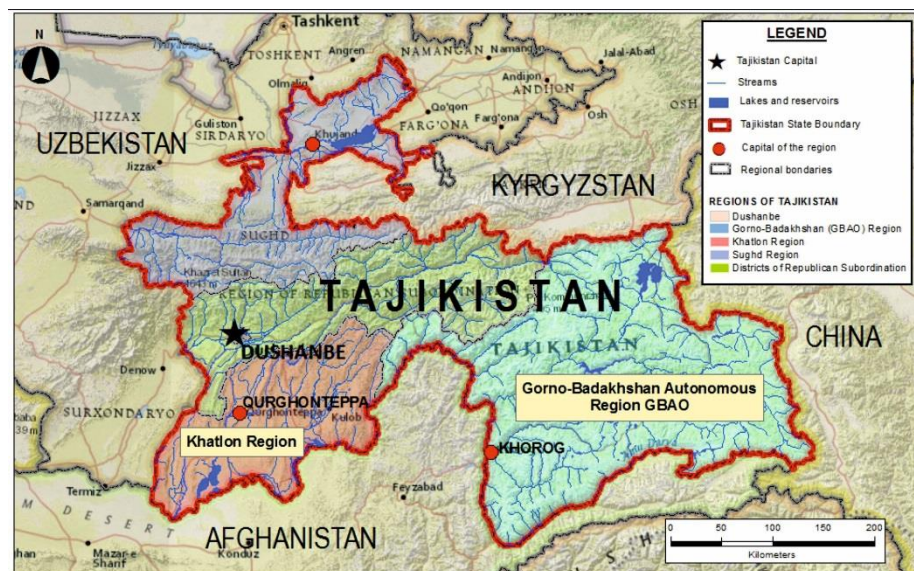 N
Tashkent
TOSHKENT
Angren
NAMANGAN
Namangan
Jalal-Abad
Olmaliq
Andijon
ANDIJON
Guliston
SIRDARYO
JIZZAX
Qo'qon
FARG'ONA
Farg'ona
Osh
OSH
UZBEKISTAN
Khujand
Jizzax
KYRGYZSTAN
Samarqand
SUGHD
TAJIKISTAN
TAJIKISTAN
DUSHANBE
CHINA
Denow
Gorno-Badakhshan Autonomous
Region GBAO
SURXONDARYO
QURGHONTEPPA
Qurghonteppa
Kulob
Khatlon Region
KHOROG
Amu Darya
Termiz
Feyzabad
DESERT
AFGHANISTAN
Mazar-e
Sharif
Konduz
LEGEND
Tajikistan Capital
Streams
Lakes and reservoirs
Tajikistan State Boundary
Capital of the region
Regional bondaries
REGIONS OF TAJIKISTAN
Dushanbe
Gorno-Badakhshan (GBAO) Region
Khatlon Region
Sughd Region
Districts of Republican Subordination
0 50 100 150 200
Kilometers